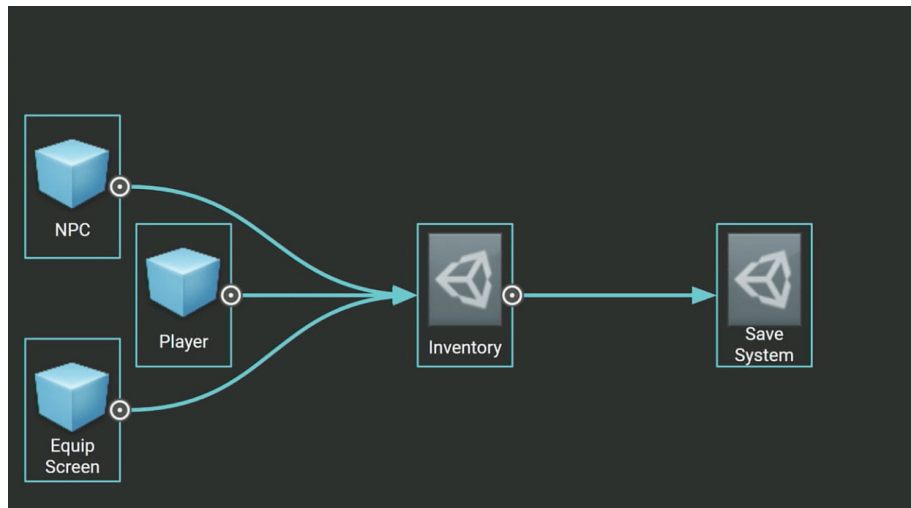 NPC
Player
Equip
Screen
Inventory
Save
System